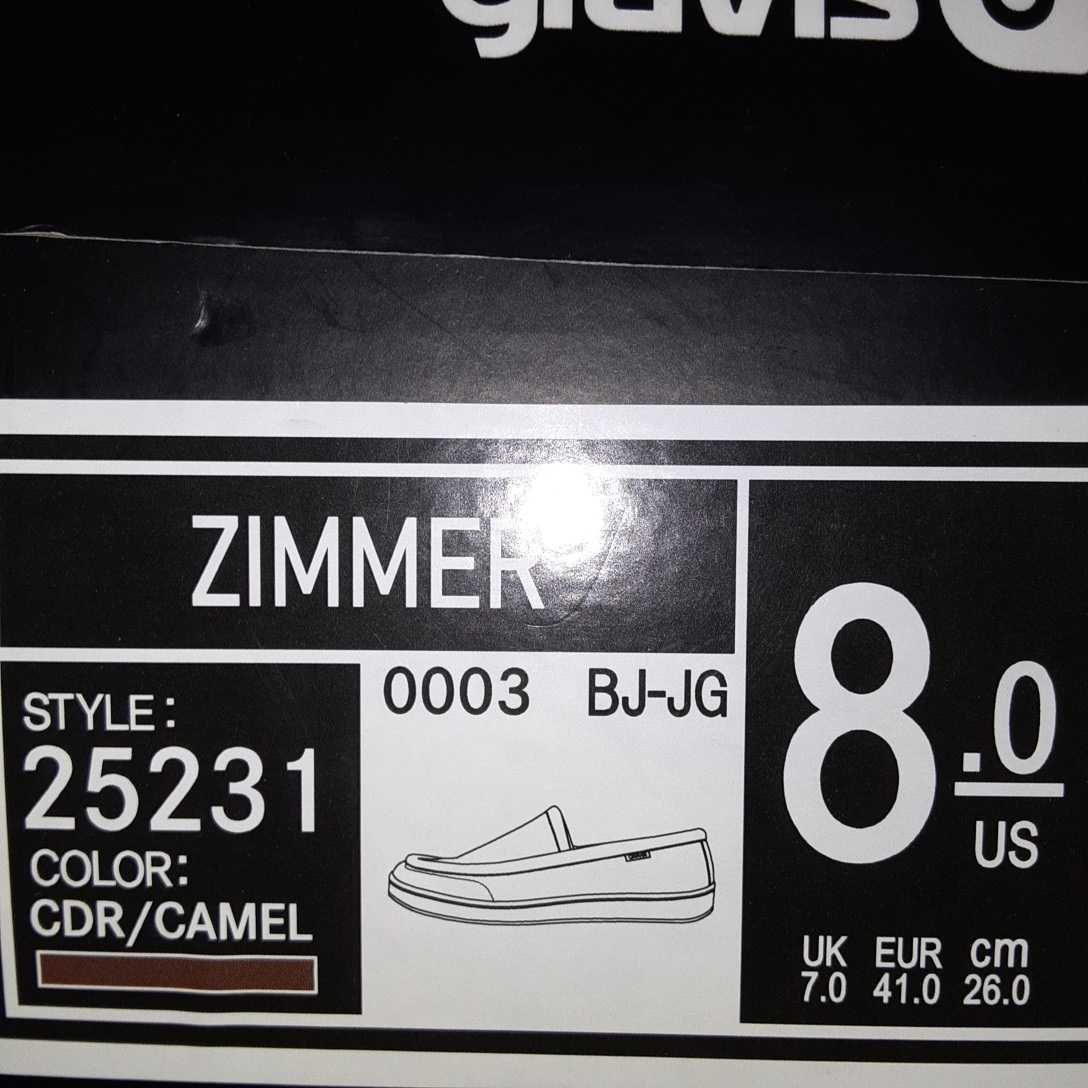 gravis
ZIMMER
0003 BJ-JG
STYLE:
25231
COLOR:
CDR/CAMEL
8.0
US
UK EUR cm
7.0 41.0 26.0